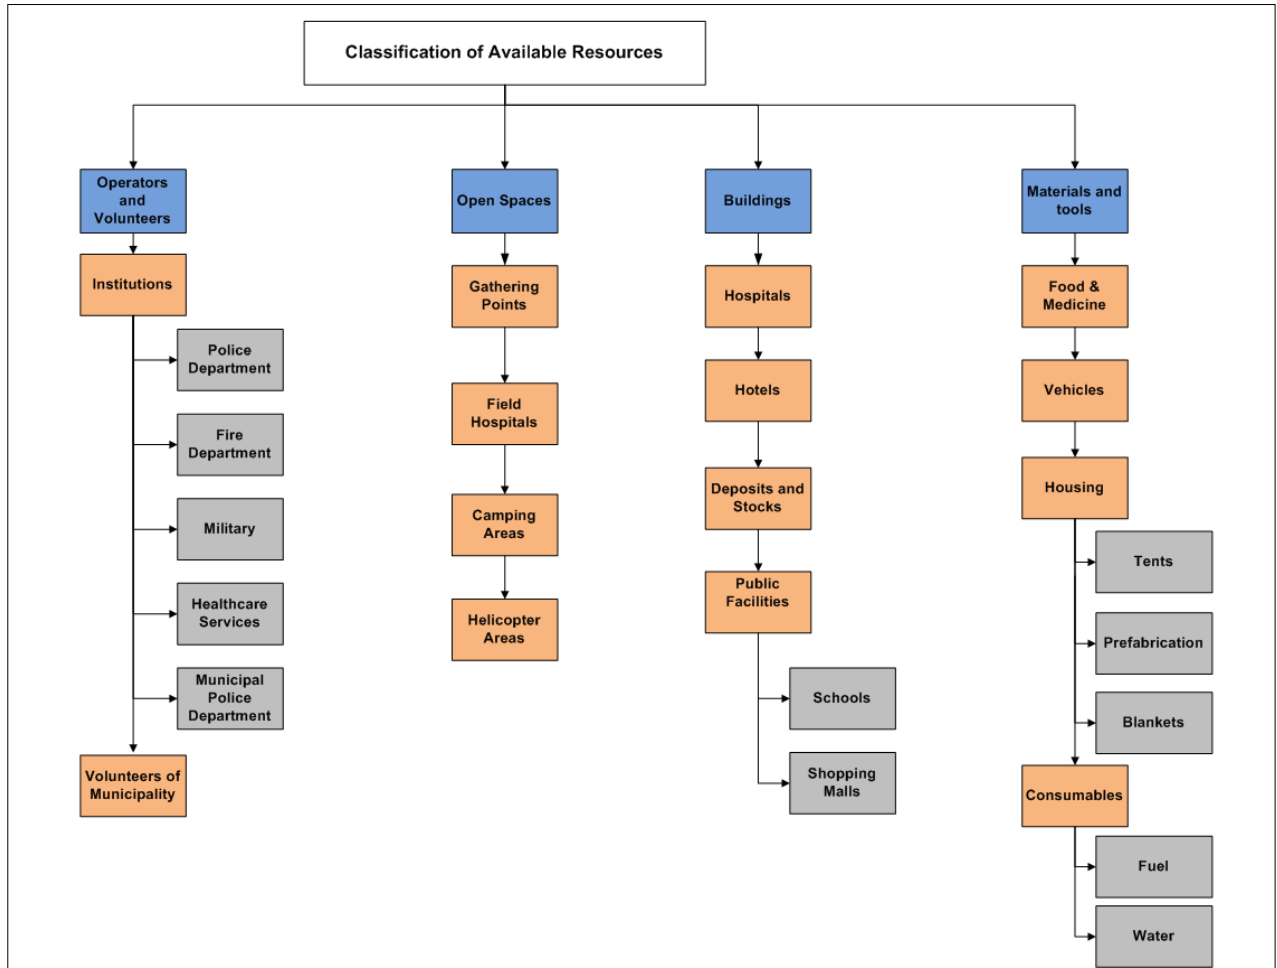 Classification of Available Resources
Operators
and
Volunteers
Institutions
Police
Department
Fire
Department
Military
Healthcare
Services
Municipal
Police
Department
Volunteers of
Municipality
Open Spaces
Gathering
Points
Field
Hospitals
Camping
Areas
Helicopter
Areas
Buildings
Hospitals
Hotels
Deposits and
Stocks
Public
Facilities
Schools
Shopping
Malls
Materials and
tools
Food &
Medicine
Vehicles
Housing
Tents
Prefabrication
Blankets
Consumables
Fuel
Water